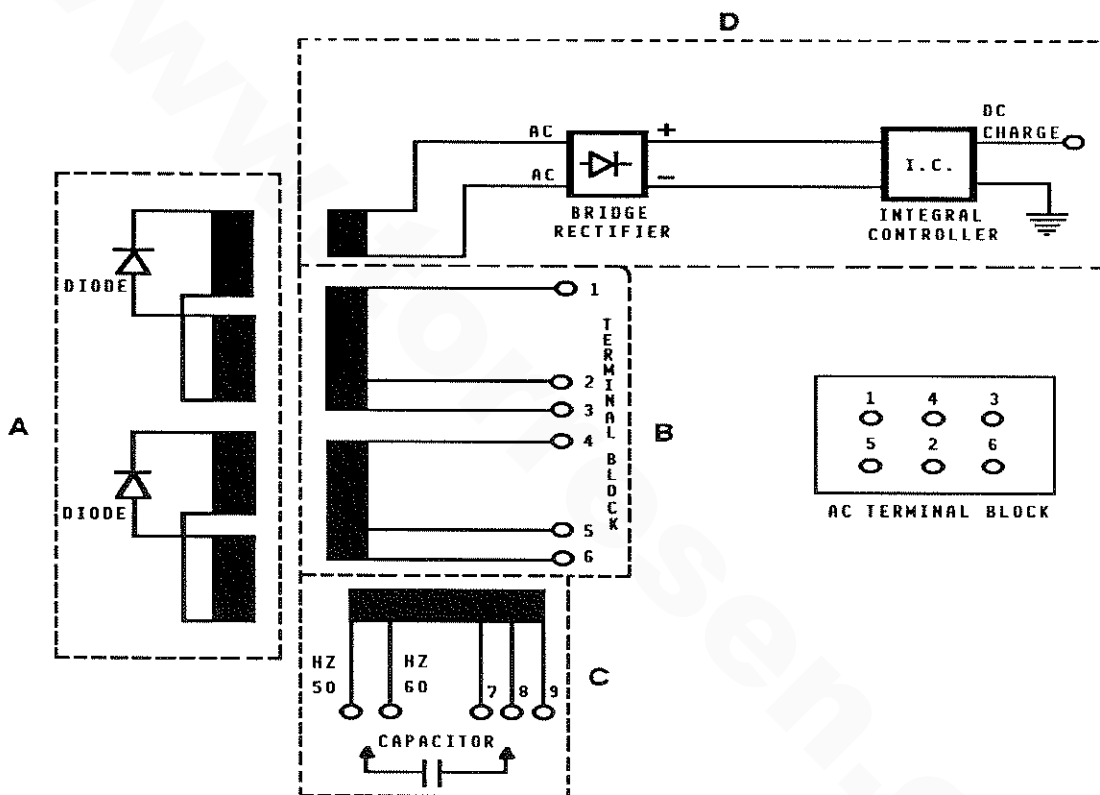 D
DC
CHARGE
AC
+
AC
−
I.C.
BRIDGE
RECTIFIER
INTEGRAL
CONTROLLER
DIODE
1
2
3
4
5
6
TERMINAL BLOCK
A
B
DIODE
1 4 3
5 2 6
AC TERMINAL BLOCK
HZ
50
HZ
60
7 8 9
C
CAPACITOR